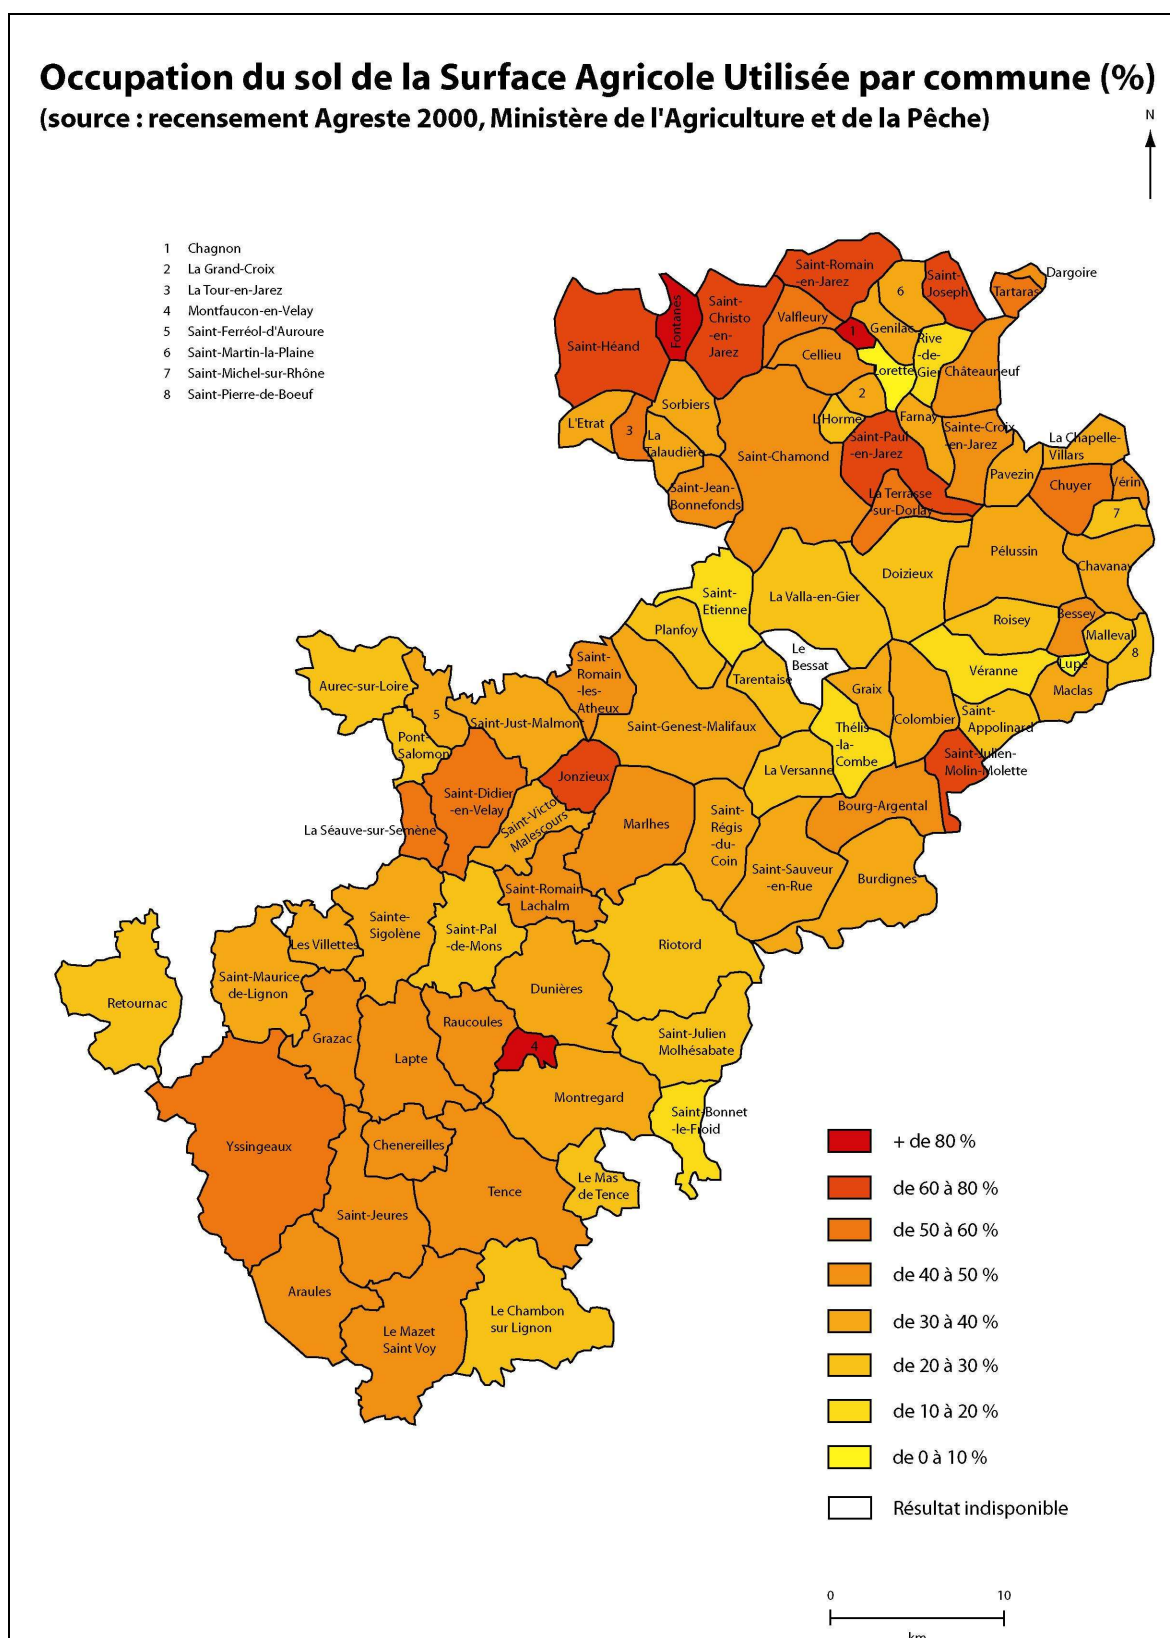 Occupation du sol de la Surface Agricole Utilisée par commune (%)
(source : recensement Agreste 2000, Ministère de l'Agriculture et de la Pêche)
N
1 Chagnon
2 La Grand-Croix
3 La Tour-en-Jarez
4 Montfaucon-en-Velay
5 Saint-Ferréol-d'Auroure
6 Saint-Martin-la-Plaine
7 Saint-Michel-sur-Rhône
8 Saint-Pierre-de-Boeuf
Saint-Romain
-en-Jarez
Saint-
Joseph
Dargoire
Tartaras
6
Fontanes
Saint-
Christo
-en-
Jarez
Valfleury
1
Genilac
Rive
-de-
Gier
Saint-Héand
Cellieu
Lorette
Châteauneuf
2
Sorbiers
L'Etrat
3
La
Talaudière
L'Horme
Farnay
Saint-Paul
-en-Jarez
Sainte-Croix
-en-Jarez
La Chapelle-
Villars
Saint-Chamond
Pavezin
Chuyer
Vérin
Saint-Jean-
Bonnefonds
La Terrasse
-sur-Dorlay
7
Pélussin
Chavanay
Doizieux
Saint-
Etienne
La Valla-en-Gier
Planfoy
Roisey
Bessey
Malleval
8
Le
Bessat
Lupé
Véranne
Maclas
Saint-
Romain
-les-
Atheux
Tarentaise
Graix
Aurec-sur-Loire
5
Saint-Just-Malmont
Saint-Genest-Malifaux
Thélis
-la-
Combe
Colombier
Saint-
Appolinard
Pont-
Salomon
Saint-Julien-
Molin-Molette
La Versanne
Jonzieux
Saint-Didier
-en-Velay
Saint-Victor
Malescours
Marlhes
Saint-
Régis
-du-
Coin
Bourg-Argental
La Séauve-sur-Semène
Saint-Sauveur
-en-Rue
Burdignes
Saint-Romain
Lachalm
Sainte-
Sigolène
Saint-Pal
-de-Mons
Riotord
Les Villettes
Saint-Maurice
de-Lignon
Retournac
Dunières
Raucoules
Grazac
Lapte
4
Saint-Julien
Molhésabate
Montregard
Saint-Bonnet
-le-Froid
Yssingeaux
Chenereilles
Le Mas
de Tence
Tence
Saint-Jeures
Araules
Le Mazet
Saint Voy
Le Chambon
sur Lignon
+ de 80 %
de 60 à 80 %
de 50 à 60 %
de 40 à 50 %
de 30 à 40 %
de 20 à 30 %
de 10 à 20 %
de 0 à 10 %
Résultat indisponible
0 10
km